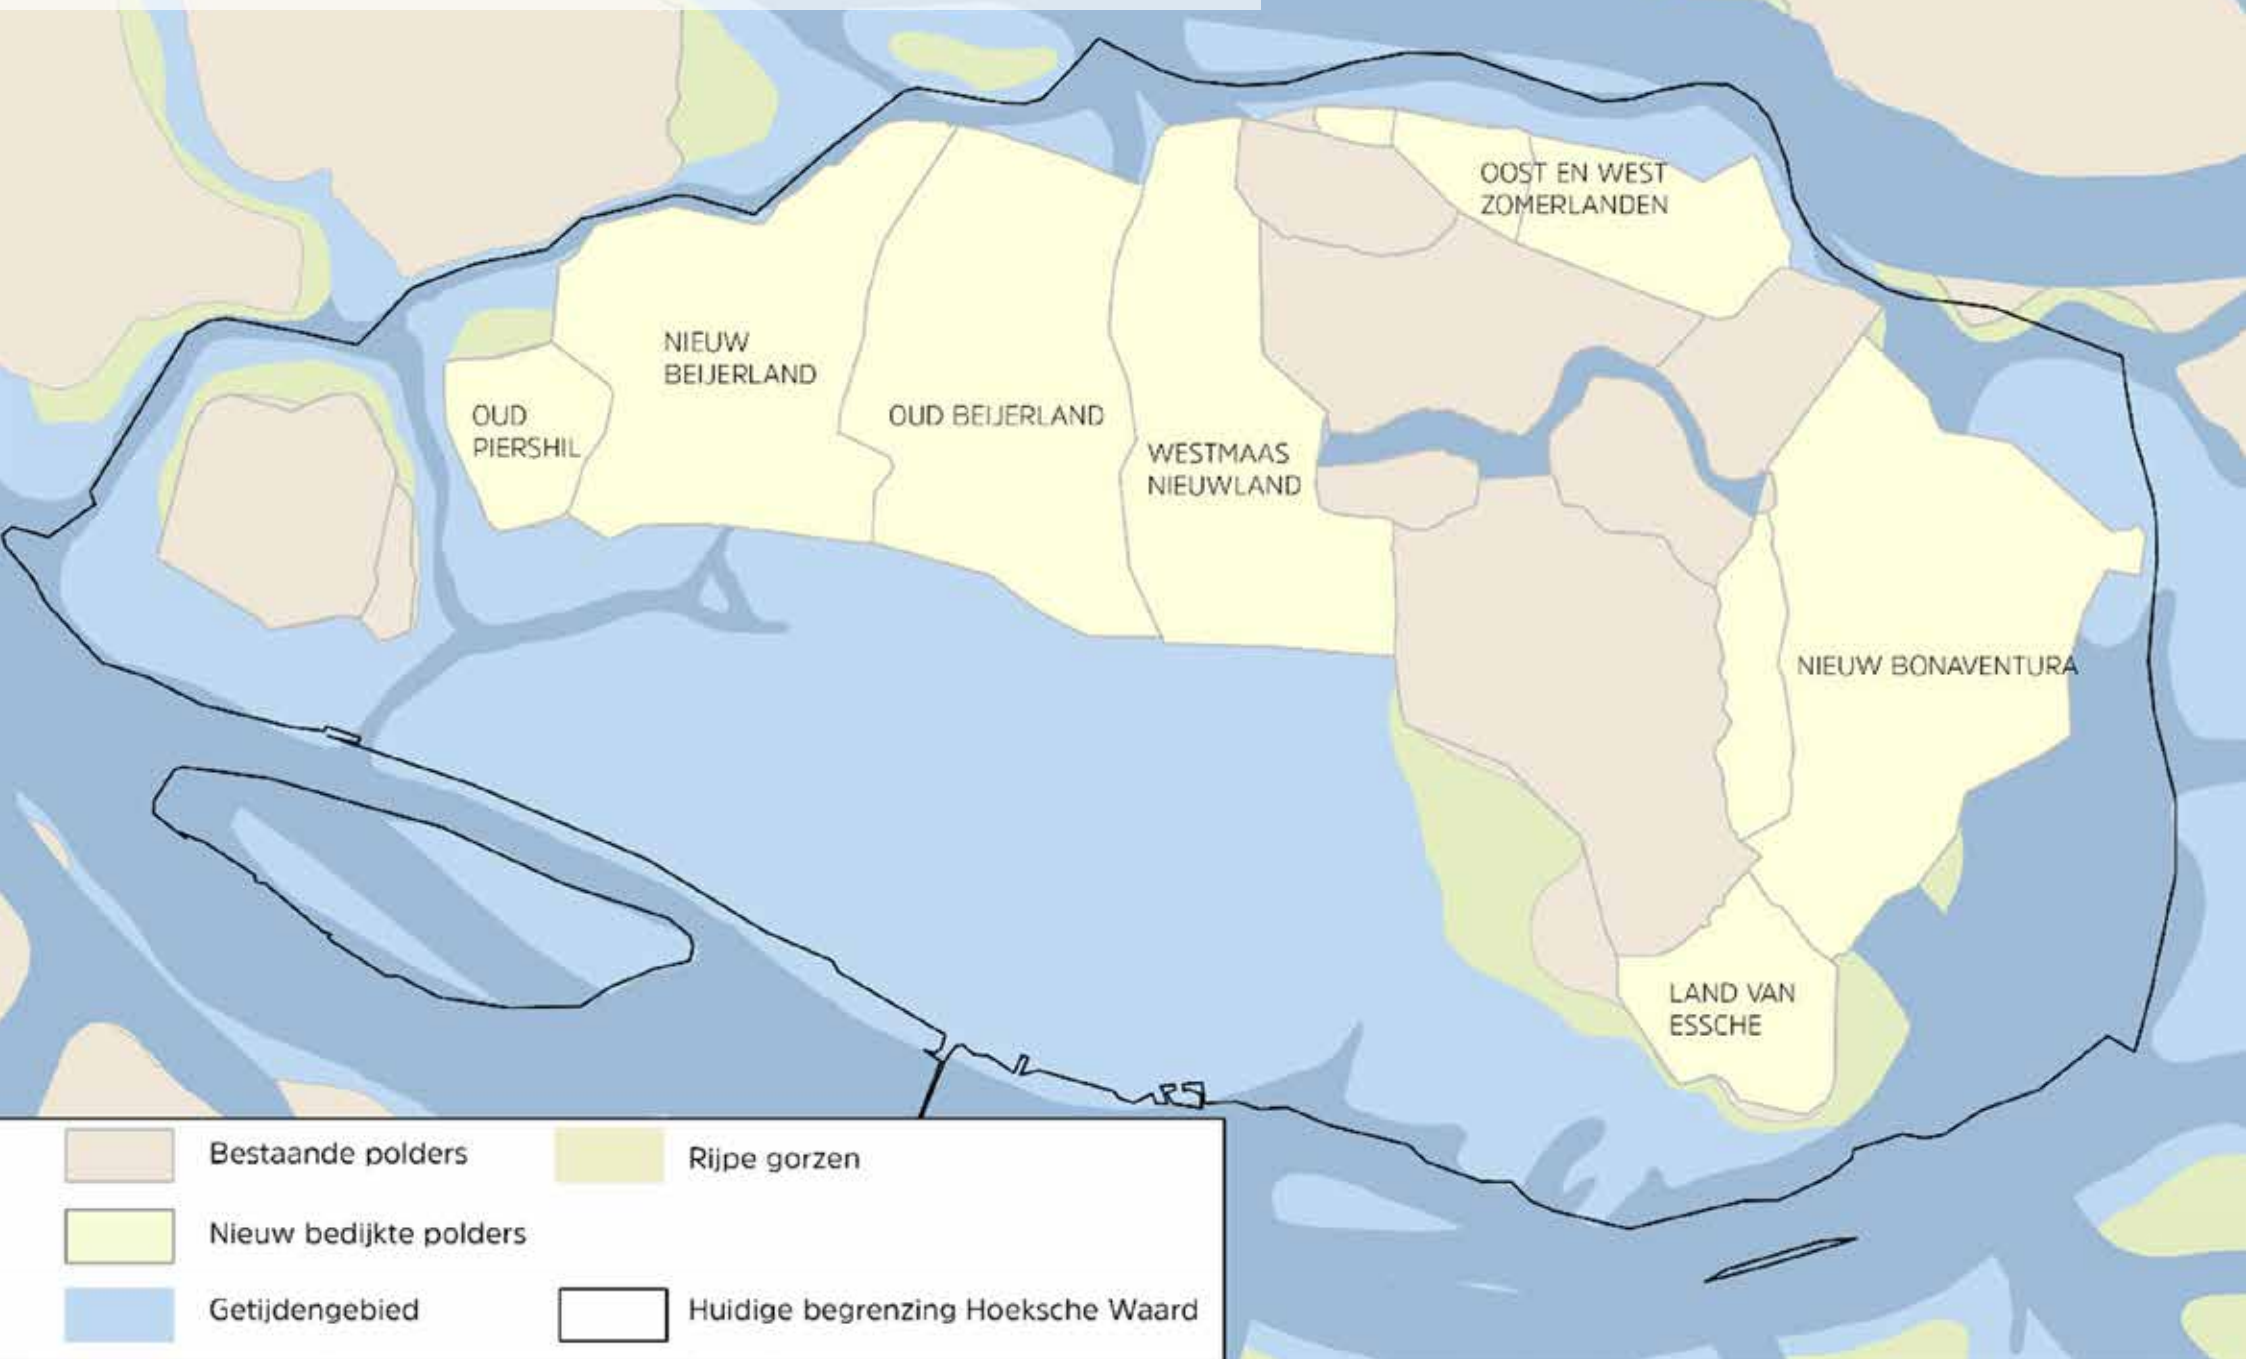 OOST EN WEST
ZOMERLANDEN
NIEUW
BEIJERLAND
OUD
PIERSHIL
OUD BEIJERLAND
WESTMAAS
NIEUWLAND
NIEUW BONAVENTURA
LAND VAN
ESSCHE
Bestaande polders
Rijpe gorzen
Nieuw bedijkte polders
Getijdengebied
Huidige begrenzing Hoeksche Waard